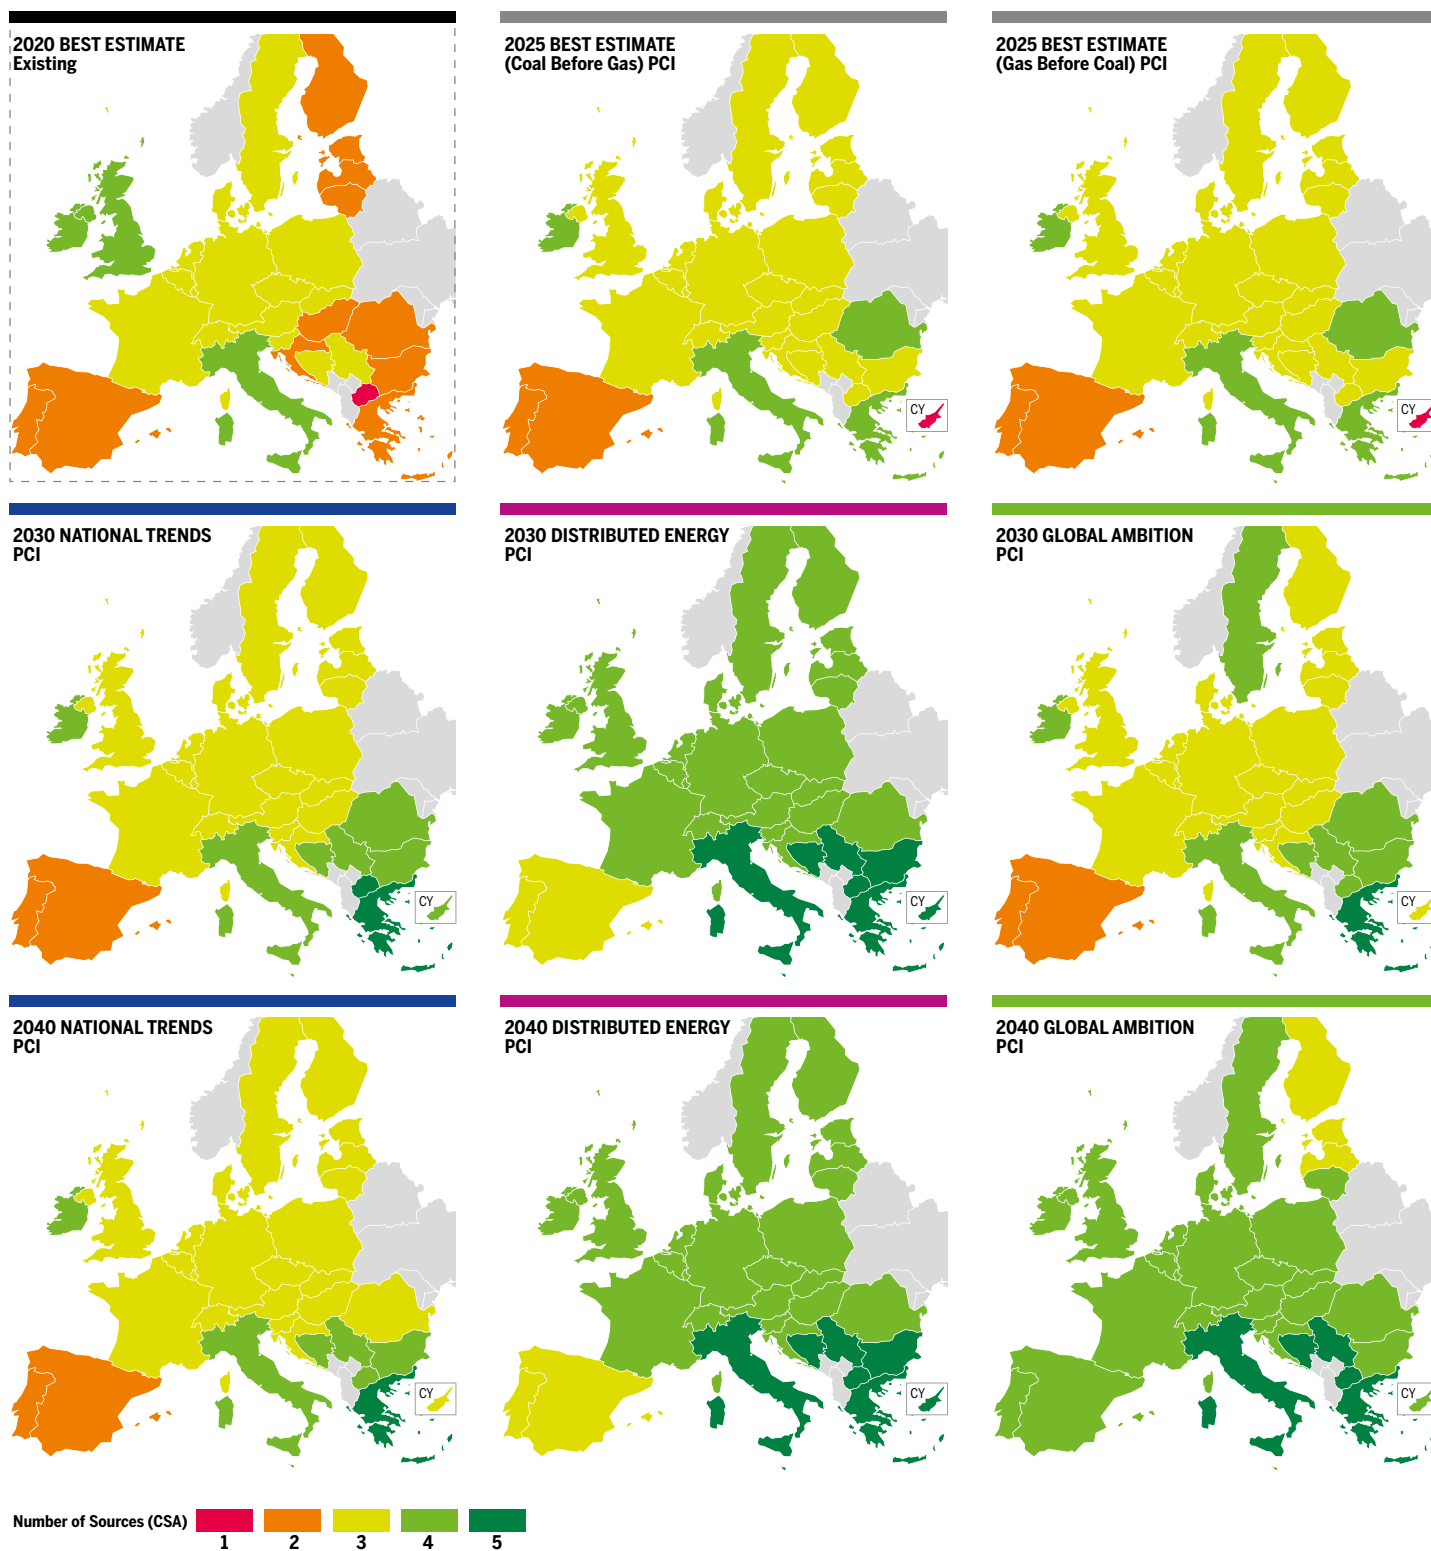 2020 BEST ESTIMATE
Existing
2025 BEST ESTIMATE
(Coal Before Gas) PCI
CY
2025 BEST ESTIMATE
(Gas Before Coal) PCI
CY
2030 NATIONAL TRENDS
PCI
CY
2030 DISTRIBUTED ENERGY
PCI
CY
2030 GLOBAL AMBITION
PCI
CY
2040 NATIONAL TRENDS
PCI
CY
2040 DISTRIBUTED ENERGY
PCI
CY
2040 GLOBAL AMBITION
PCI
CY
Number of Sources (CSA)
1 2 3 4 5